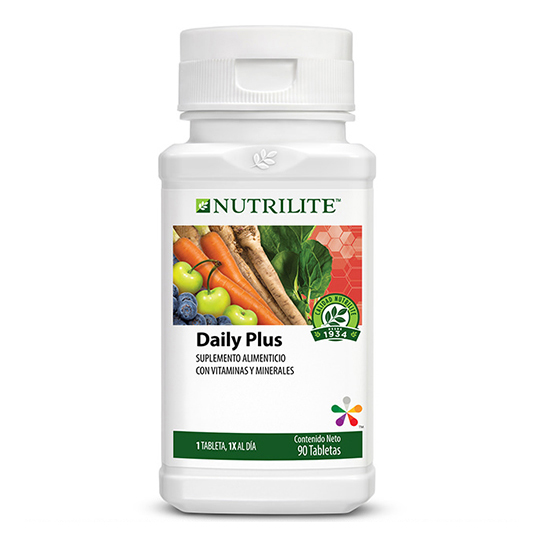 NUTRILITE™
CALIDAD NUTRILITE
DESDE
1934
Daily Plus
SUPLEMENTO ALIMENTICIO
CON VITAMINAS Y MINERALES
™
1 TABLETA, 1X AL DÍA
Contenido Neto
90 Tabletas